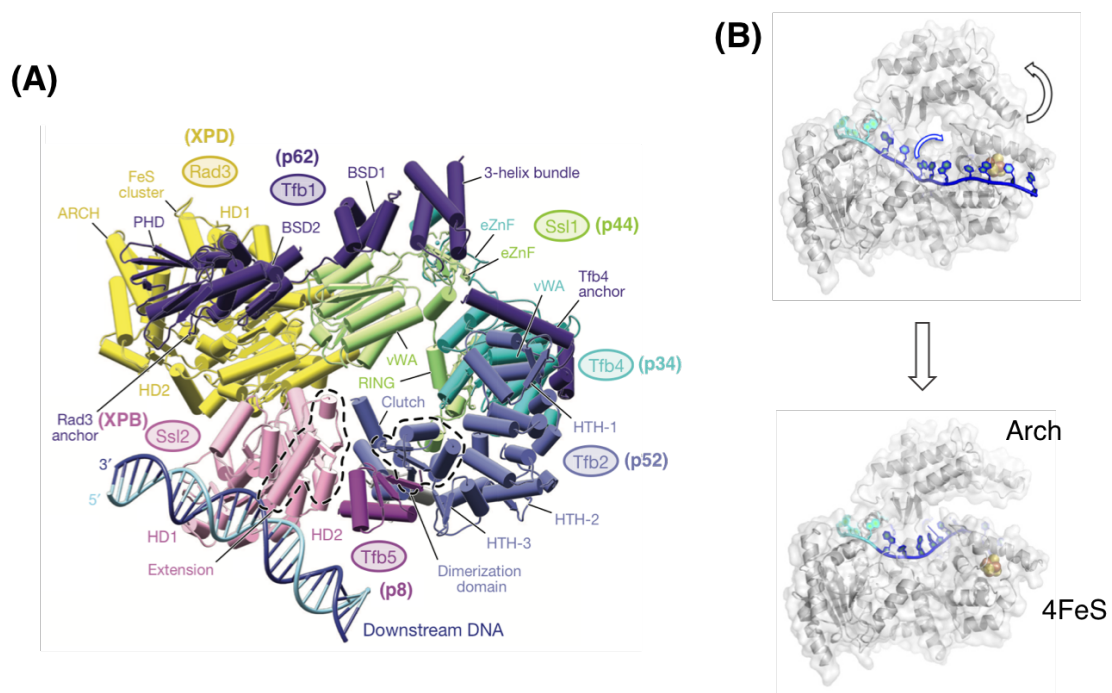 (A)
(XPD)
Rad3
(p62)
Tfb1
BSD1
3-helix bundle
FeS
cluster
ARCH
PHD
HD1
BSD2
eZnF
Ssl1
(p44)
eZnF
Tfb4
anchor
vWA
vWA
RING
Tfb4
(p34)
HD2
Rad3
anchor
(XPB)
Ssl2
Clutch
HTH-1
Tfb2
(p52)
3′
5′
HD1
HD2
HTH-2
HTH-3
Extension
Tfb5
(p8)
Dimerization
domain
Downstream DNA
(B)
Arch
4FeS